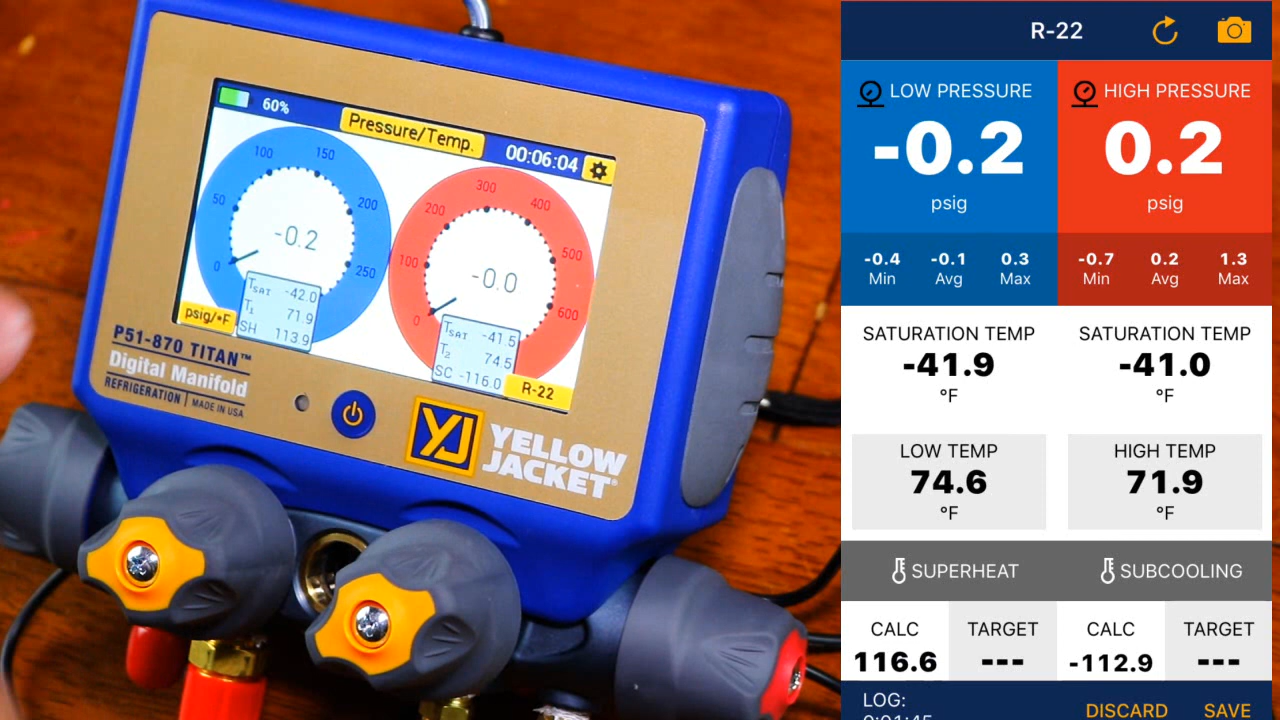 60%
Pressure/Temp.
00:06:04
50
100
150
200
250
0
-0.2
TSAT -42.0
T1 71.9
SH 113.9
psig/°F
0
100
200
300
400
500
600
-0.0
TSAT -41.5
T2 74.5
SC -116.0
R-22
P51-870 TITAN™
Digital Manifold
REFRIGERATION | MADE IN USA
YJ YELLOW
JACKET®
R-22
LOW PRESSURE HIGH PRESSURE
-0.2 0.2
psig psig
-0.4 -0.1 0.3 -0.7 0.2 1.3
Min Avg Max Min Avg Max
SATURATION TEMP SATURATION TEMP
-41.9 -41.0
°F °F
LOW TEMP HIGH TEMP
74.6 71.9
°F °F
SUPERHEAT SUBCOOLING
CALC TARGET CALC TARGET
116.6 --- -112.9 ---
LOG:
DISCARD SAVE